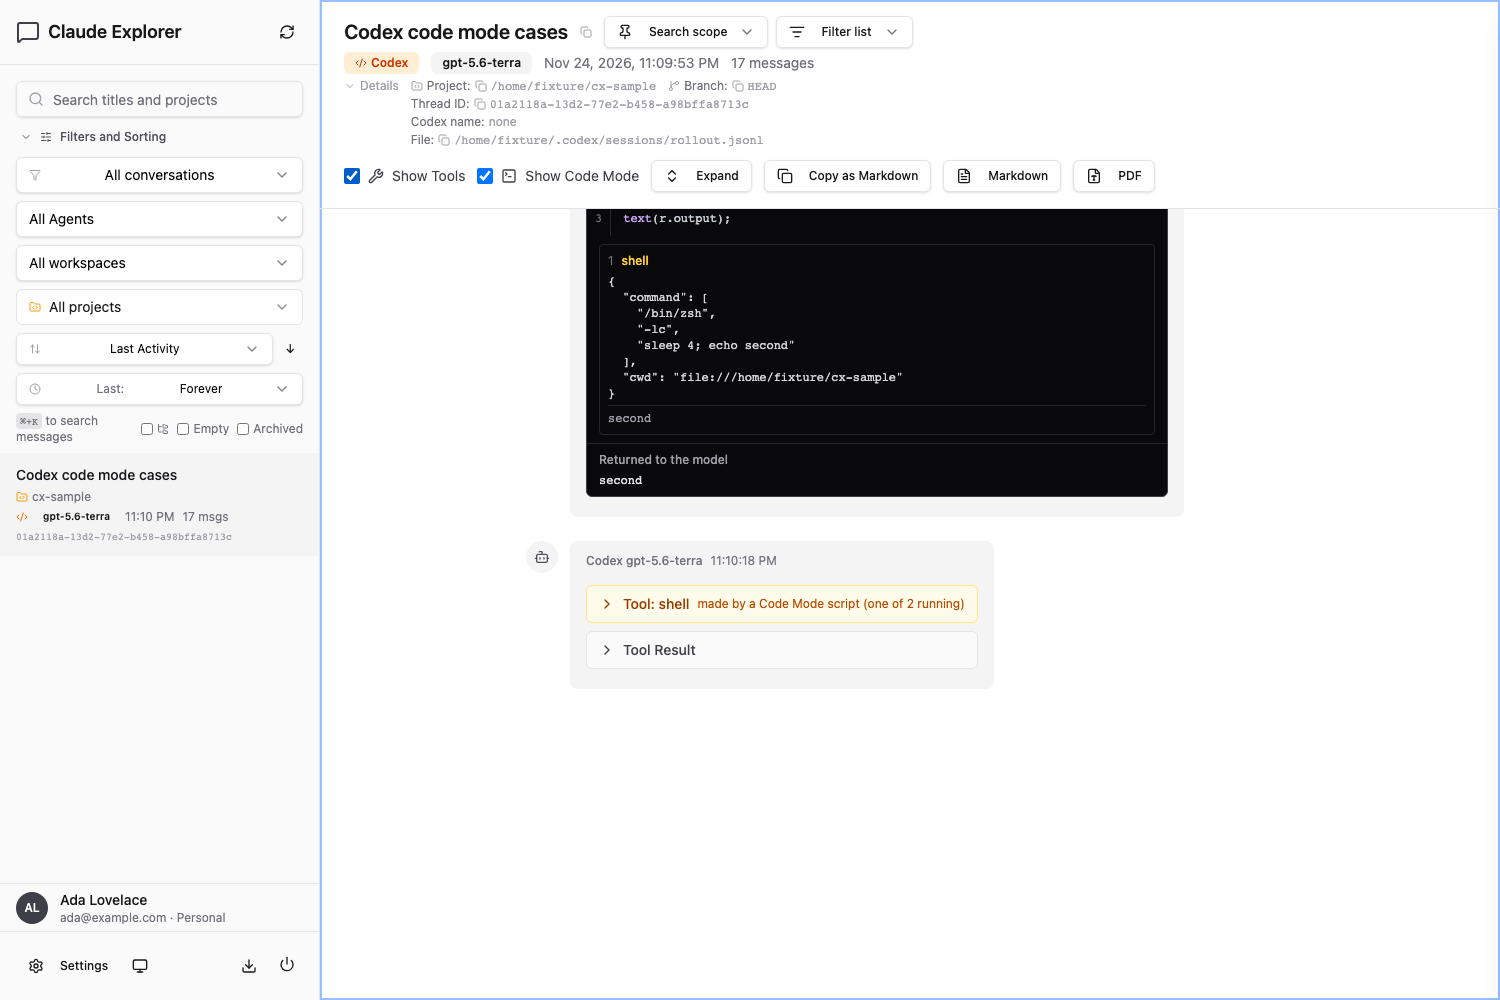 Claude Explorer
Search titles and projects
Filters and Sorting
All conversations
All Agents
All workspaces
All projects
Last Activity
Last: Forever
⌘+K to search messages
Empty
Archived
Codex code mode cases
cx-sample
gpt-5.6-terra 11:10 PM 17 msgs
01a2118a-13d2-77e2-b458-a98bffa8713c
AL
Ada Lovelace
ada@example.com · Personal
Settings
Codex code mode cases
Search scope
Filter list
</> Codex gpt-5.6-terra Nov 24, 2026, 11:09:53 PM 17 messages
Details Project: /home/fixture/cx-sample Branch: HEAD
Thread ID: 01a2118a-13d2-77e2-b458-a98bffa8713c
Codex name: none
File: /home/fixture/.codex/sessions/rollout.jsonl
Show Tools
Show Code Mode
Expand
Copy as Markdown
Markdown
PDF
3 text(r.output);
1 shell
{
"command": [
"/bin/zsh",
"-lc",
"sleep 4; echo second"
],
"cwd": "file:///home/fixture/cx-sample"
}
second
Returned to the model
second
Codex gpt-5.6-terra 11:10:18 PM
Tool: shell made by a Code Mode script (one of 2 running)
Tool Result